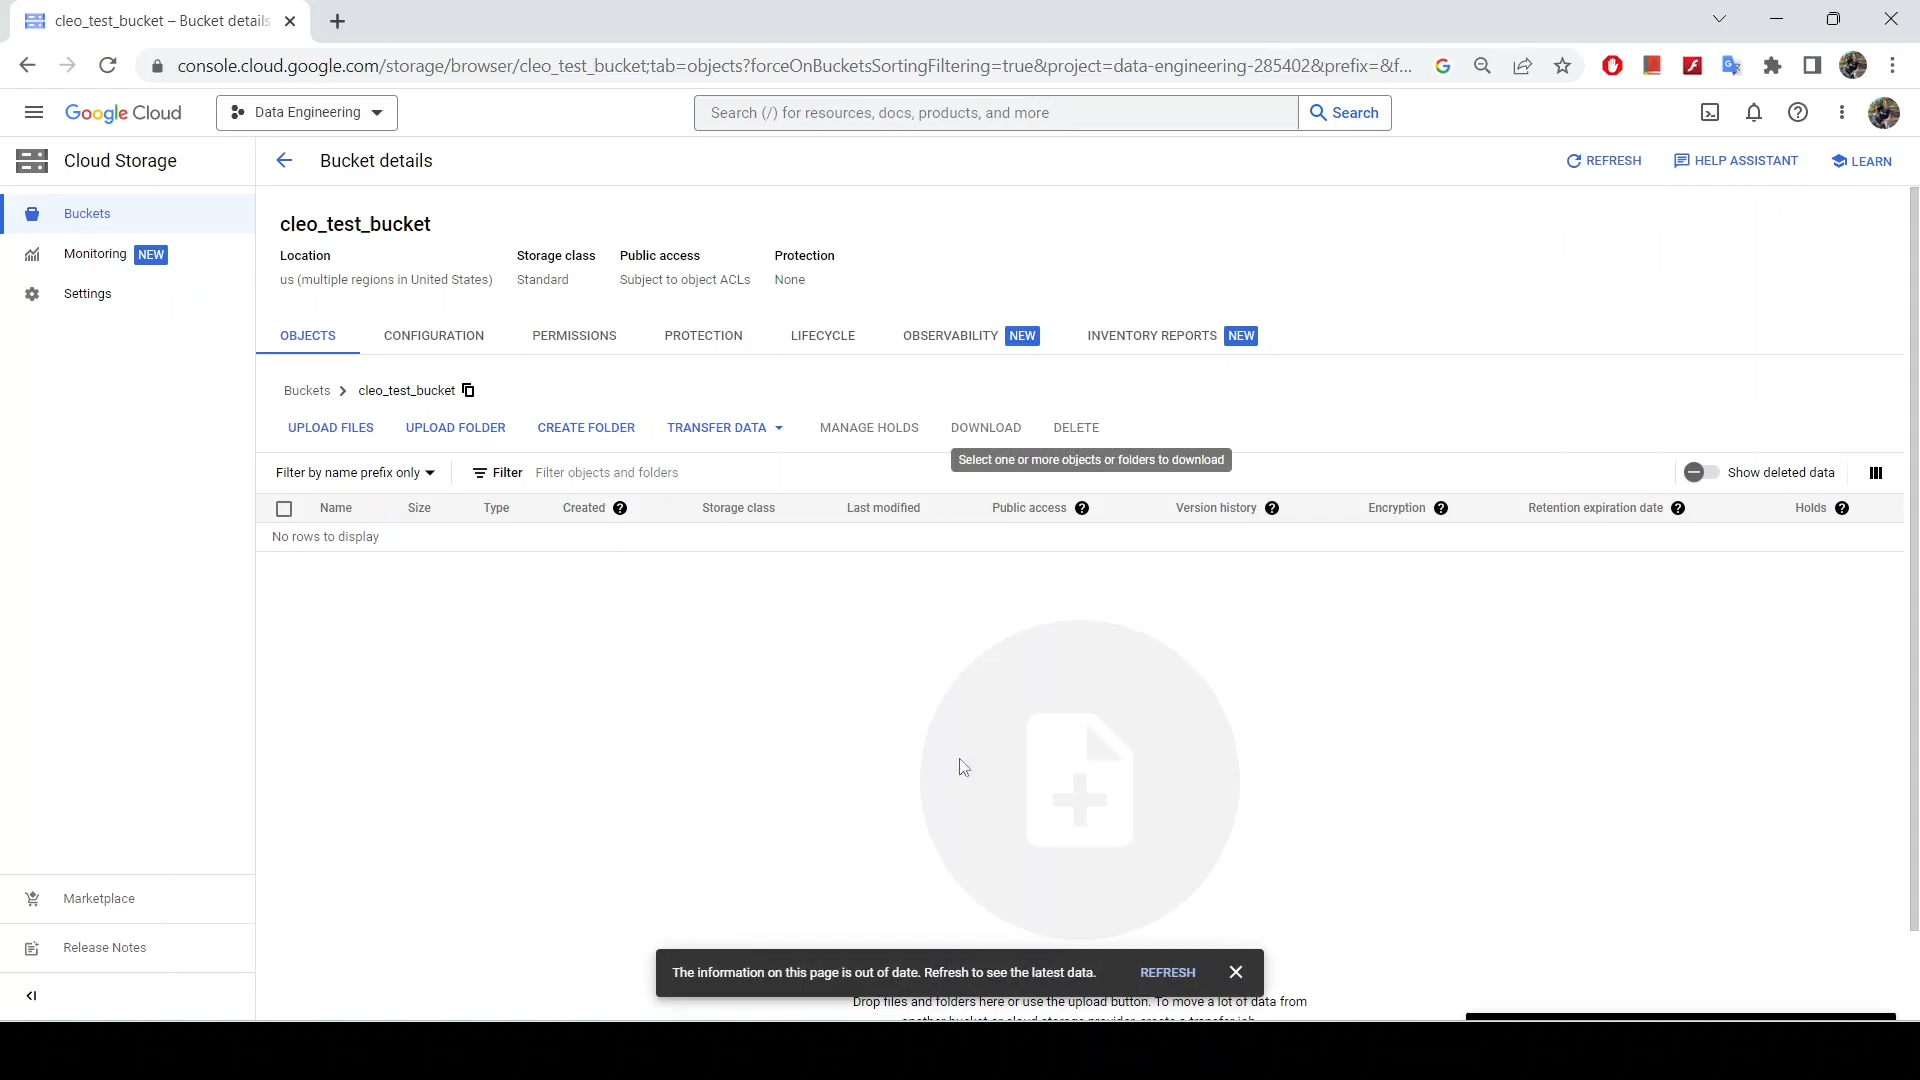 cleo_test_bucket – Bucket details
console.cloud.google.com/storage/browser/cleo_test_bucket;tab=objects?forceOnBucketsSortingFiltering=true&project=data-engineering-285402&prefix=&f...
Google Cloud
Data Engineering
Search (/) for resources, docs, products, and more
Search
Cloud Storage
Bucket details
REFRESH
HELP ASSISTANT
LEARN
Buckets
Monitoring NEW
Settings
cleo_test_bucket
Location Storage class Public access Protection
us (multiple regions in United States) Standard Subject to object ACLs None
OBJECTS CONFIGURATION PERMISSIONS PROTECTION LIFECYCLE OBSERVABILITY NEW INVENTORY REPORTS NEW
Buckets > cleo_test_bucket
UPLOAD FILES UPLOAD FOLDER CREATE FOLDER TRANSFER DATA MANAGE HOLDS DOWNLOAD DELETE
Select one or more objects or folders to download
Filter by name prefix only Filter Filter objects and folders Show deleted data
Name Size Type Created Storage class Last modified Public access Version history Encryption Retention expiration date Holds
No rows to display
Marketplace
Release Notes
The information on this page is out of date. Refresh to see the latest data. REFRESH
Drop files and folders here or use the upload button. To move a lot of data from
another bucket or cloud storage provider, create a transfer job